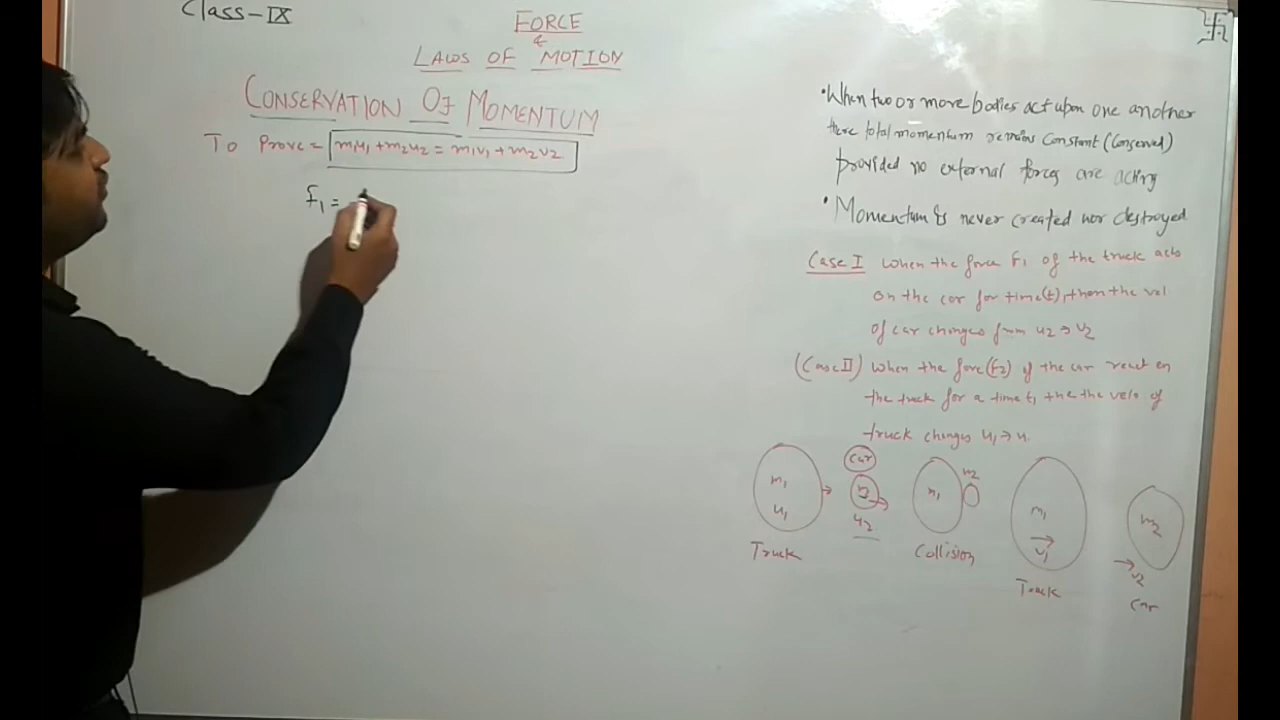 Class-IX
FORCE
&
LAWS OF MOTION
CONSERVATION OF MOMENTUM
To Prove = m1u1 + m2u2 = m1v1 + m2v2
F1 =
•When two or more bodies act upon one another
there total momentum remains constant (Conserved)
provided no external forces are acting
•Momentum is never created nor destroyed
Case I When the force F1 of the truck acts
on the car for time(t), then the vel
of car changes from u2 → v2
(Case II) When the force (F2) of the car react on
the truck for a time t, the the velo of
truck changes u1→
car
m1
u1
u2
m1
m2
m1
v1
m2
v2
Truck
Collision
Truck
car